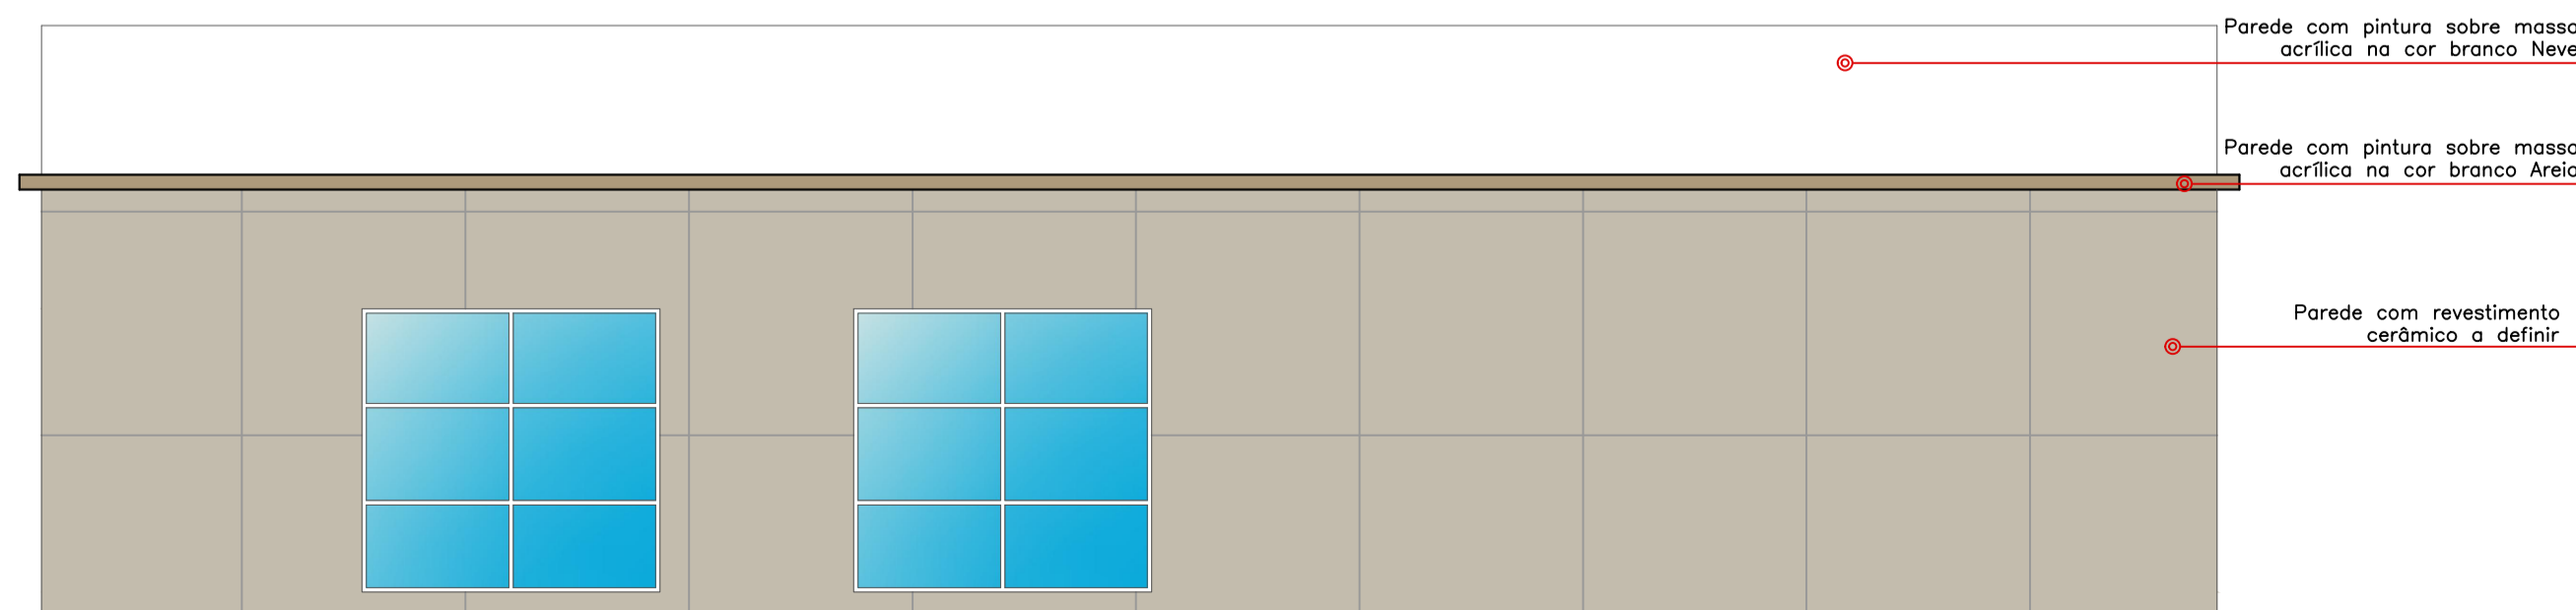 Parede com pintura sobre massa
acrílica na cor branco Neve
Parede com pintura sobre massa
acrílica na cor branco Areia
Parede com revestimento
cerâmico a definir